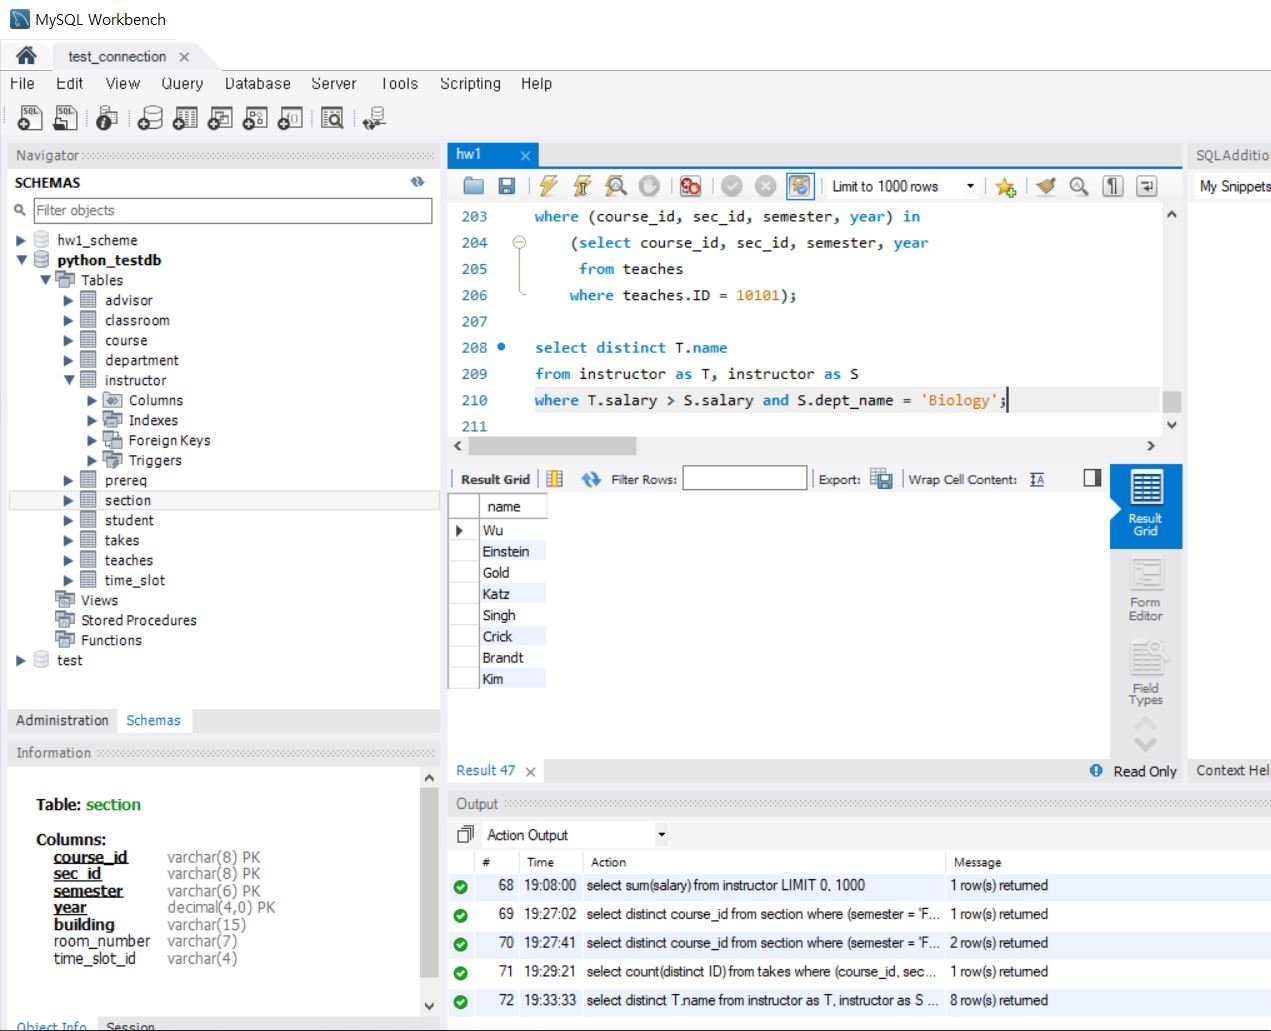 MySQL Workbench
test_connection
File Edit View Query Database Server Tools Scripting Help
Navigator
SCHEMAS
Filter objects
hw1_scheme
python_testdb
Tables
advisor
classroom
course
department
instructor
Columns
Indexes
Foreign Keys
Triggers
prereq
section
student
takes
teaches
time_slot
Views
Stored Procedures
Functions
test
Administration Schemas
Information
Table: section
Columns:
course_id varchar(8) PK
sec_id varchar(8) PK
semester varchar(6) PK
year decimal(4,0) PK
building varchar(15)
room_number varchar(7)
time_slot_id varchar(4)
Object Info Session
hw1
Limit to 1000 rows
203 where (course_id, sec_id, semester, year) in
204 (select course_id, sec_id, semester, year
205 from teaches
206 where teaches.ID = 10101);
207
208 select distinct T.name
209 from instructor as T, instructor as S
210 where T.salary > S.salary and S.dept_name = 'Biology';
211
Result Grid Filter Rows: Export: Wrap Cell Content:
name
Wu
Einstein
Gold
Katz
Singh
Crick
Brandt
Kim
Result
Grid
Form
Editor
Field
Types
Result 47
Read Only
SQLAdditio
My Snippets
Context Hel
Output
Action Output
# Time Action Message
68 19:08:00 select sum(salary) from instructor LIMIT 0, 1000 1 row(s) returned
69 19:27:02 select distinct course_id from section where (semester = 'F... 1 row(s) returned
70 19:27:41 select distinct course_id from section where (semester = 'F... 2 row(s) returned
71 19:29:21 select count(distinct ID) from takes where (course_id, sec... 1 row(s) returned
72 19:33:33 select distinct T.name from instructor as T, instructor as S ... 8 row(s) returned